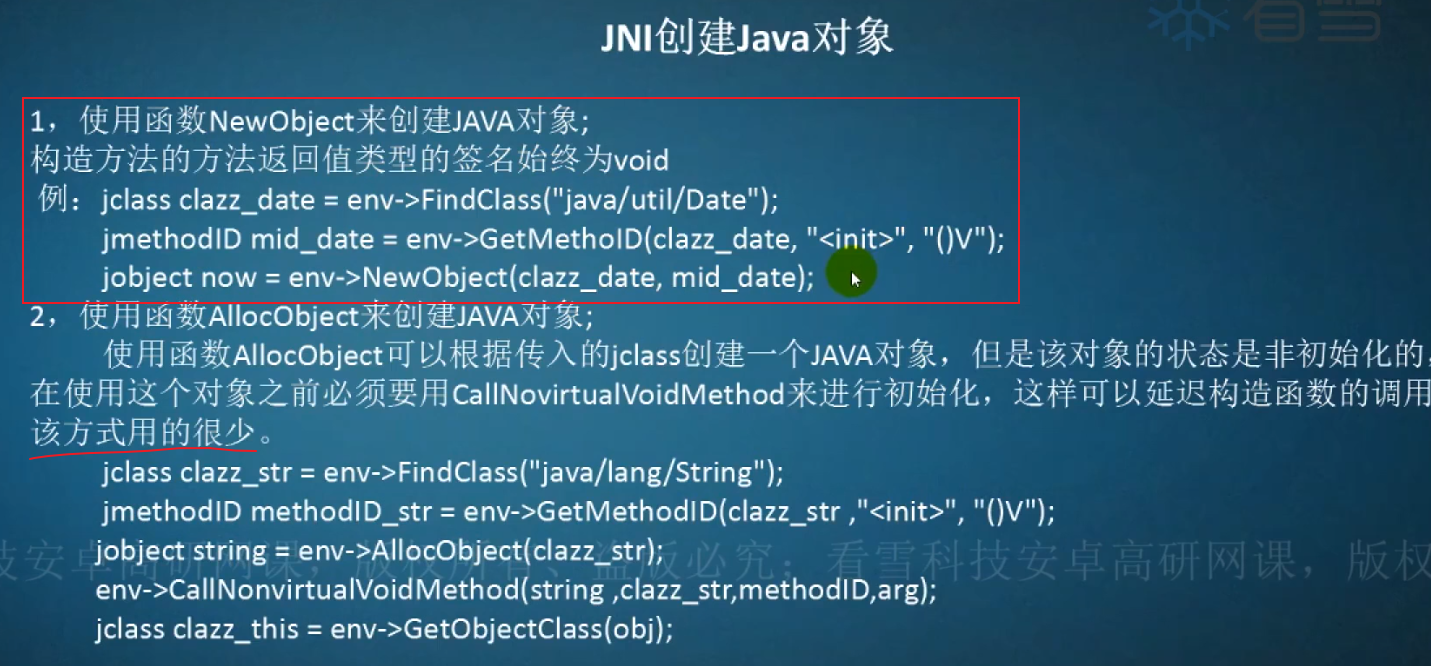 看雪
JNI创建Java对象
1，使用函数NewObject来创建JAVA对象;
构造方法的方法返回值类型的签名始终为void
例：jclass clazz_date = env->FindClass("java/util/Date");
jmethodID mid_date = env->GetMethoID(clazz_date, "<init>", "()V");
jobject now = env->NewObject(clazz_date, mid_date);
2，使用函数AllocObject来创建JAVA对象;
使用函数AllocObject可以根据传入的jclass创建一个JAVA对象，但是该对象的状态是非初始化的，
在使用这个对象之前必须要用CallNovirtualVoidMethod来进行初始化，这样可以延迟构造函数的调用
该方式用的很少。
jclass clazz_str = env->FindClass("java/lang/String");
jmethodID methodID_str = env->GetMethodID(clazz_str ,"<init>", "()V");
jobject string = env->AllocObject(clazz_str);
技安卓高研网课，版权所有，盗版必究；看雪科技安卓高研网课，版权
env->CallNonvirtualVoidMethod(string ,clazz_str,methodID,arg);
jclass clazz_this = env->GetObjectClass(obj);